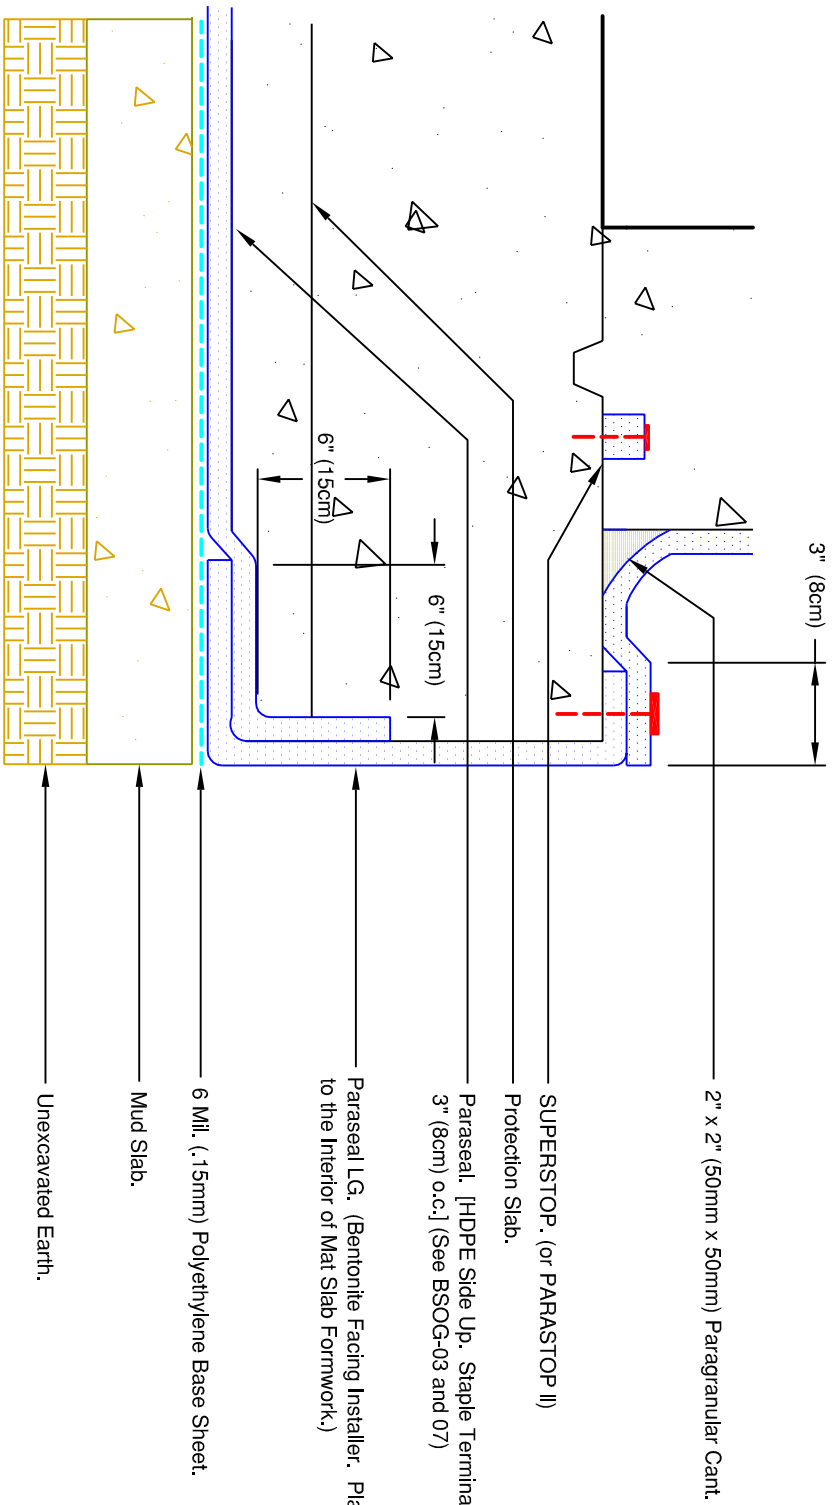 3" (8cm)
2" x 2" (50mm x 50mm) Paragranular Cant.
6" (15cm)
6" (15cm)
SUPERSTOP. (or PARASTOP II)
Protection Slab.
Paraseal. [HDPE Side Up. Staple Termina
3" (8cm) o.c.] (See BSOG-03 and 07)
Paraseal LG. (Bentonite Facing Installer. Pla
to the Interior of Mat Slab Formwork.)
6 Mil. (.15mm) Polyethylene Base Sheet.
Mud Slab.
Unexcavated Earth.